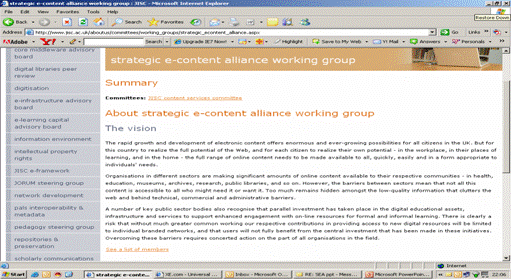 strategic e-content alliance working group : JISC - Microsoft Internet Explorer
File Edit View Favorites Tools Help
Restore Down
Back Search Favorites
Address http://www.jisc.ac.uk/aboutus/committees/working_groups/strategic_econtent_alliance.aspx Go Links
Search Upgrade IE7 Now! Highlight Save to My Web Y! Mail Answers Personals
core middleware advisory board
digital libraries peer review
digitisation
e-infrastructure advisory board
e-learning capital advisory board
information environment
intellectual property rights
JISC e-framework
JORUM steering group
network development
pals interoperability & metadata
pedagogy steering group
repositories & preservation
scholarly communications
strategic e-content alliance working group
Summary
Committees: JISC content services committee
About strategic e-content alliance working group
The vision
The rapid growth and development of electronic content offers enormous and ever-growing possibilities for all citizens in the UK. But for
this country to realise the full potential of the Web, and for each citizen to realize their own potential - in the workplace, in their places of
learning, and in the home - the full range of online content needs to be made available to all, quickly, easily and in a form appropriate to
individuals' needs.
Organisations in different sectors are making significant amounts of online content available to their respective communities - in health,
education, museums, archives, research, public libraries, and so on. However, the barriers between sectors mean that not all this
content is accessible to all who might need it or want it. Too much remains hidden amongst the low-quality information that clutters the
web and behind technical, commercial and administrative barriers.
A number of key public sector bodies also recognise that parallel investment has taken place in the digital educational assets,
infrastructure and services to support enhanced engagement with on-line resources for formal and informal learning. There is clearly a
risk that without much greater common working our respective contributions in providing access to new digital resources will be limited
to individual branded networks, and that users will not fully benefit from the central investment that has been made in these initiatives.
Overcoming these barriers requires concerted action on the part of all organisations in the field.
See a list of members
start strategic e-conte... XE.com - Universal ... Inbox - Microsoft O... RE: SEA ppt - Mess... Microsoft PowerPoin... 22:06